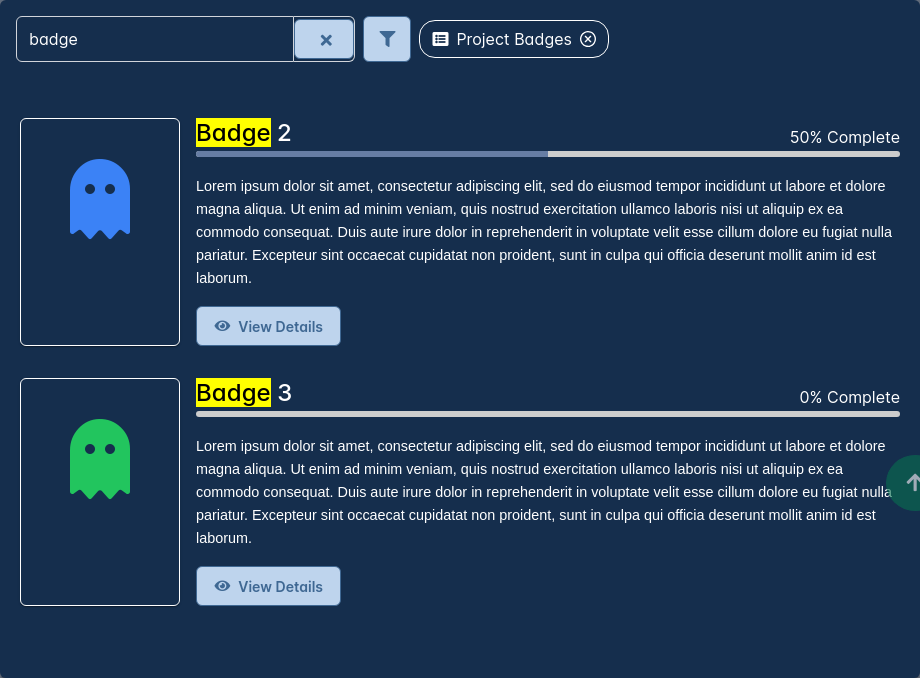 badge
Project Badges
Badge 2
50% Complete
Lorem ipsum dolor sit amet, consectetur adipiscing elit, sed do eiusmod tempor incididunt ut labore et dolore
magna aliqua. Ut enim ad minim veniam, quis nostrud exercitation ullamco laboris nisi ut aliquip ex ea
commodo consequat. Duis aute irure dolor in reprehenderit in voluptate velit esse cillum dolore eu fugiat nulla
pariatur. Excepteur sint occaecat cupidatat non proident, sunt in culpa qui officia deserunt mollit anim id est
laborum.
View Details
Badge 3
0% Complete
Lorem ipsum dolor sit amet, consectetur adipiscing elit, sed do eiusmod tempor incididunt ut labore et dolore
magna aliqua. Ut enim ad minim veniam, quis nostrud exercitation ullamco laboris nisi ut aliquip ex ea
commodo consequat. Duis aute irure dolor in reprehenderit in voluptate velit esse cillum dolore eu fugiat nulla
pariatur. Excepteur sint occaecat cupidatat non proident, sunt in culpa qui officia deserunt mollit anim id est
laborum.
View Details